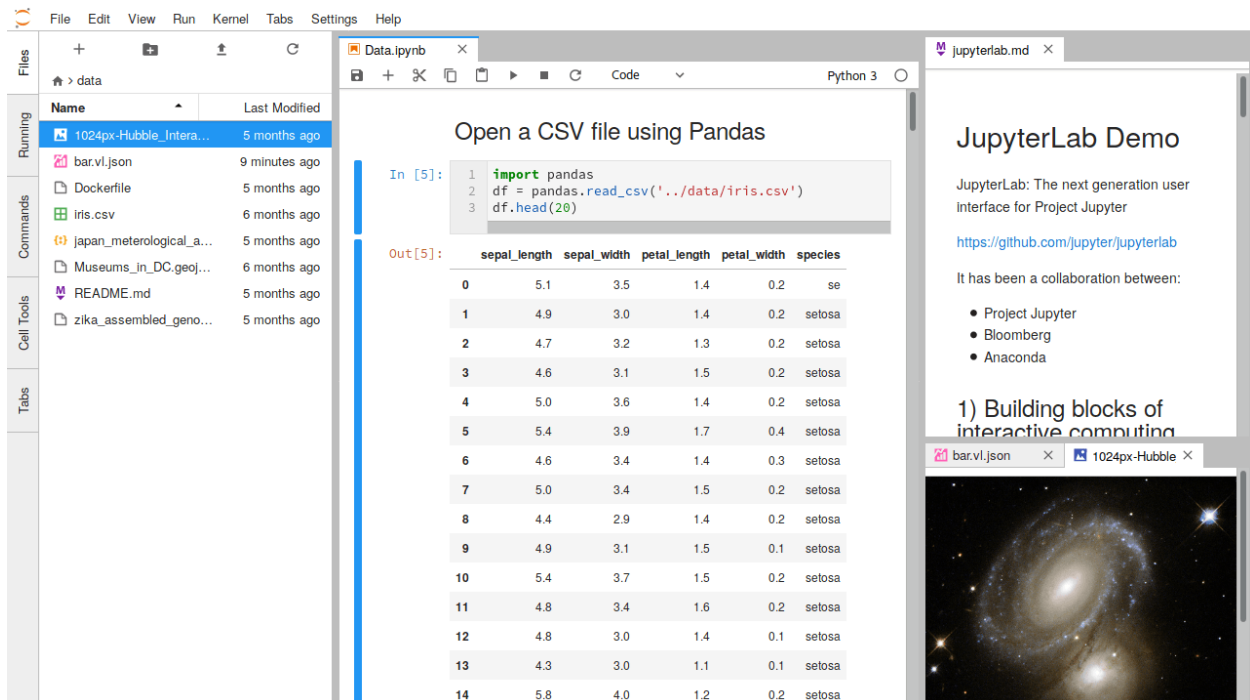 File Edit View Run Kernel Tabs Settings Help
Files
Running
Commands
Cell Tools
Tabs
data
Name Last Modified
1024px-Hubble_Intera... 5 months ago
bar.vl.json 9 minutes ago
Dockerfile 5 months ago
iris.csv 6 months ago
japan_meterological_a... 5 months ago
Museums_in_DC.geoj... 6 months ago
README.md 5 months ago
zika_assembled_geno... 5 months ago
Data.ipynb
Code Python 3
Open a CSV file using Pandas
In [5]:
1 import pandas
2 df = pandas.read_csv('../data/iris.csv')
3 df.head(20)
Out[5]:
sepal_length sepal_width petal_length petal_width species
0 5.1 3.5 1.4 0.2 se
1 4.9 3.0 1.4 0.2 setosa
2 4.7 3.2 1.3 0.2 setosa
3 4.6 3.1 1.5 0.2 setosa
4 5.0 3.6 1.4 0.2 setosa
5 5.4 3.9 1.7 0.4 setosa
6 4.6 3.4 1.4 0.3 setosa
7 5.0 3.4 1.5 0.2 setosa
8 4.4 2.9 1.4 0.2 setosa
9 4.9 3.1 1.5 0.1 setosa
10 5.4 3.7 1.5 0.2 setosa
11 4.8 3.4 1.6 0.2 setosa
12 4.8 3.0 1.4 0.1 setosa
13 4.3 3.0 1.1 0.1 setosa
14 5.8 4.0 1.2 0.2 setosa
jupyterlab.md
JupyterLab Demo
JupyterLab: The next generation user
interface for Project Jupyter
https://github.com/jupyter/jupyterlab
It has been a collaboration between:
Project Jupyter
Bloomberg
Anaconda
1) Building blocks of
interactive computing
bar.vl.json
1024px-Hubble